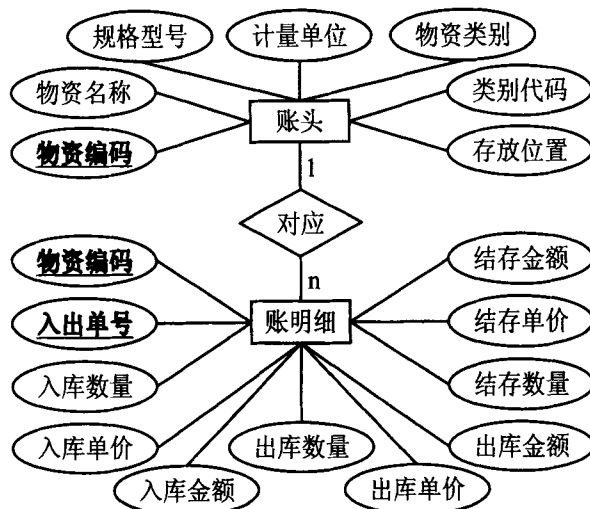 规格型号
计量单位
物资类别
物资名称
类别代码
账头
物资编码
存放位置
1
对应
n
物资编码
结存金额
入出单号
账明细
结存单价
入库数量
结存数量
入库单价
出库数量
出库金额
入库金额
出库单价